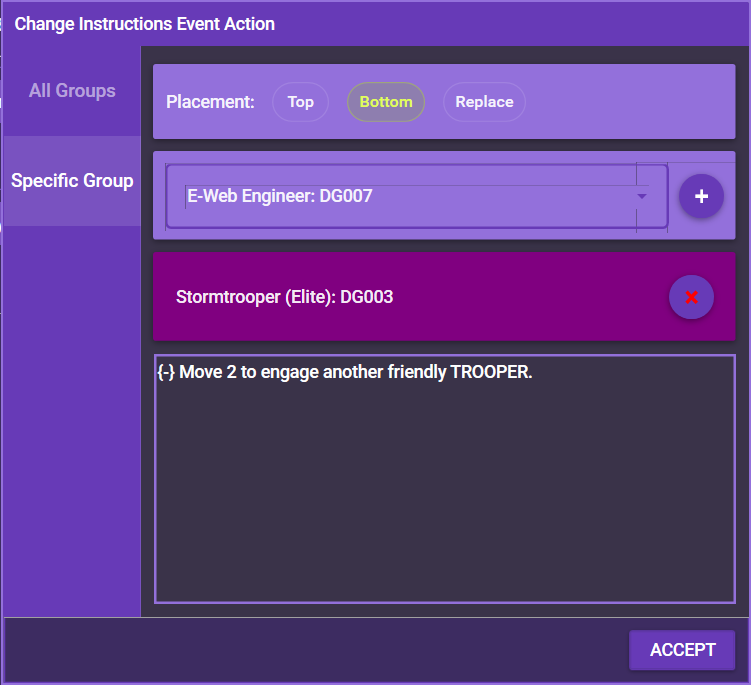 Change Instructions Event Action
All Groups
Specific Group
Placement: Top Bottom Replace
E-Web Engineer: DG007
+
Stormtrooper (Elite): DG003
{-} Move 2 to engage another friendly TROOPER.
ACCEPT